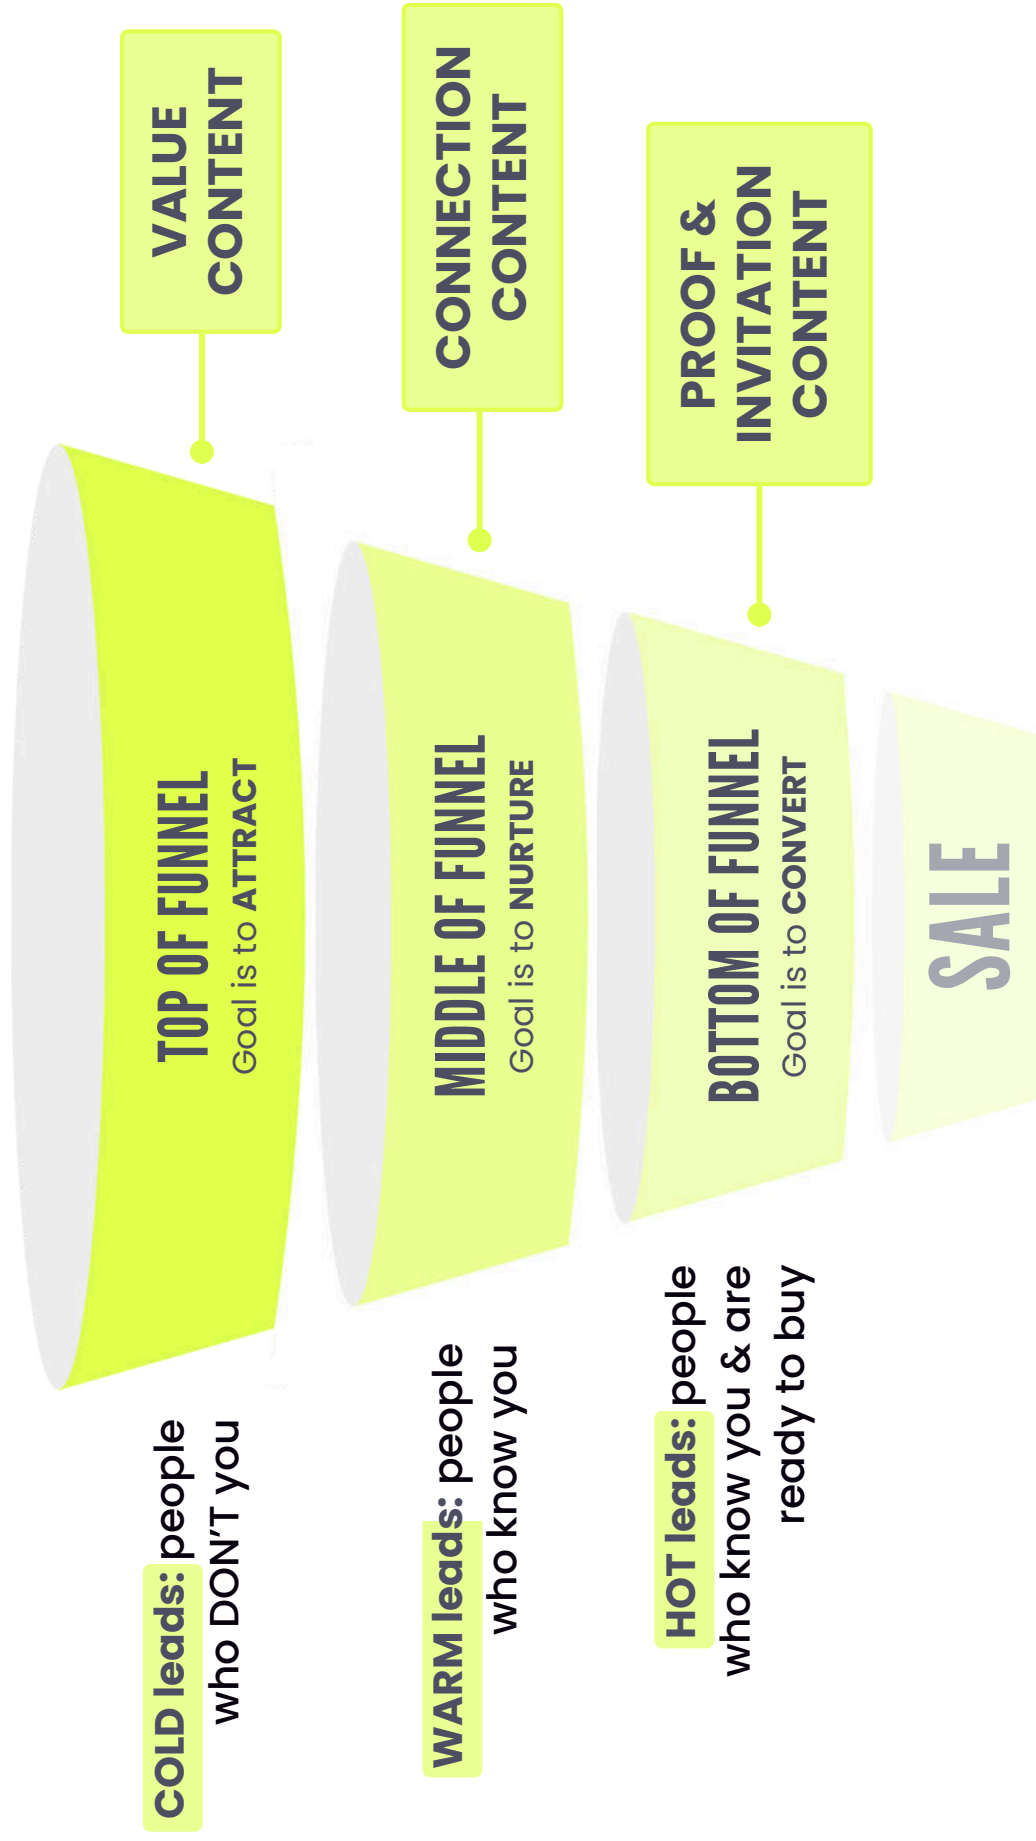 COLD leads: people
who DON'T you
TOP OF FUNNEL
Goal is to ATTRACT
VALUE
CONTENT
WARM leads: people
who know you
MIDDLE OF FUNNEL
Goal is to NURTURE
CONNECTION
CONTENT
HOT leads: people
who know you & are
ready to buy
BOTTOM OF FUNNEL
Goal is to CONVERT
PROOF &
INVITATION
CONTENT
SALE